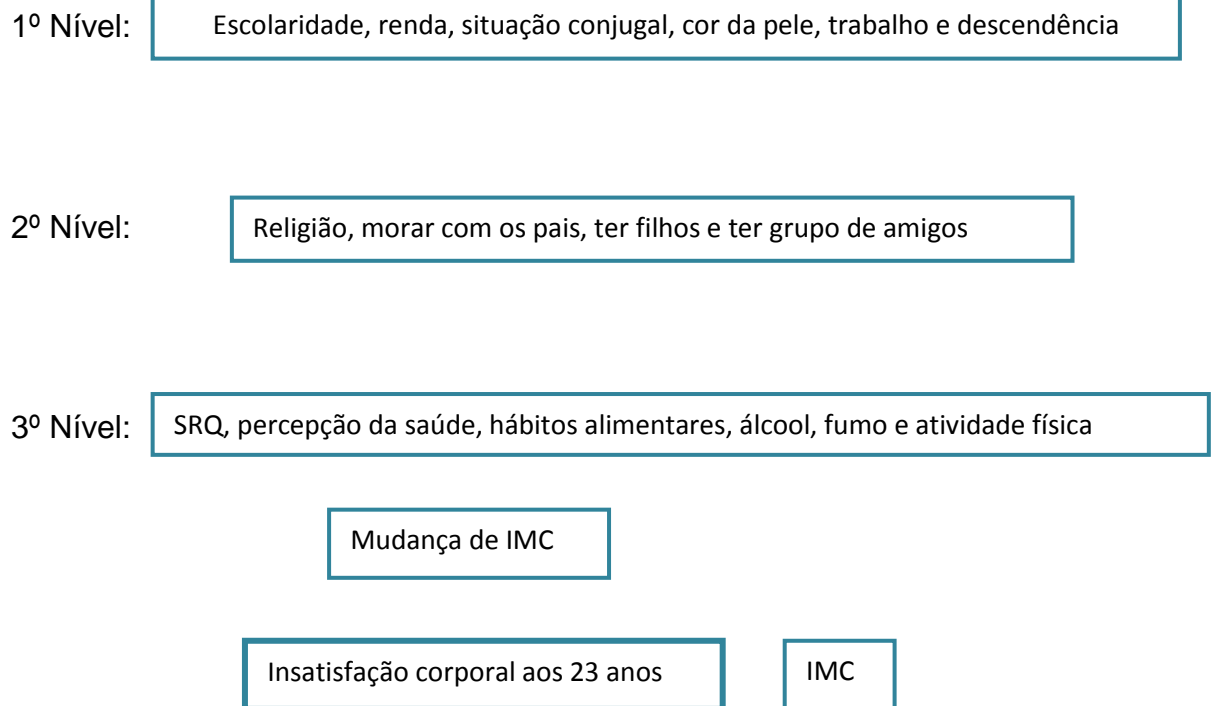 1º Nível: Escolaridade, renda, situação conjugal, cor da pele, trabalho e descendência
2º Nível: Religião, morar com os pais, ter filhos e ter grupo de amigos
3º Nível: SRQ, percepção da saúde, hábitos alimentares, álcool, fumo e atividade física
Mudança de IMC
Insatisfação corporal aos 23 anos IMC